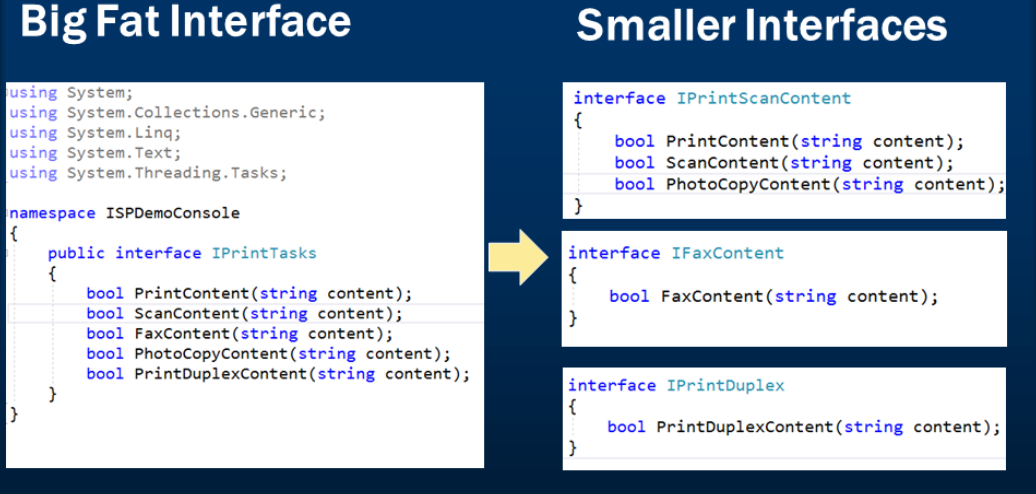 Big Fat Interface
using System;
using System.Collections.Generic;
using System.Linq;
using System.Text;
using System.Threading.Tasks;
namespace ISPDemoConsole
{
public interface IPrintTasks
{
bool PrintContent(string content);
bool ScanContent(string content);
bool FaxContent(string content);
bool PhotoCopyContent(string content);
bool PrintDuplexContent(string content);
}
}
Smaller Interfaces
interface IPrintScanContent
{
bool PrintContent(string content);
bool ScanContent(string content);
bool PhotoCopyContent(string content);
}
interface IFaxContent
{
bool FaxContent(string content);
}
interface IPrintDuplex
{
bool PrintDuplexContent(string content);
}